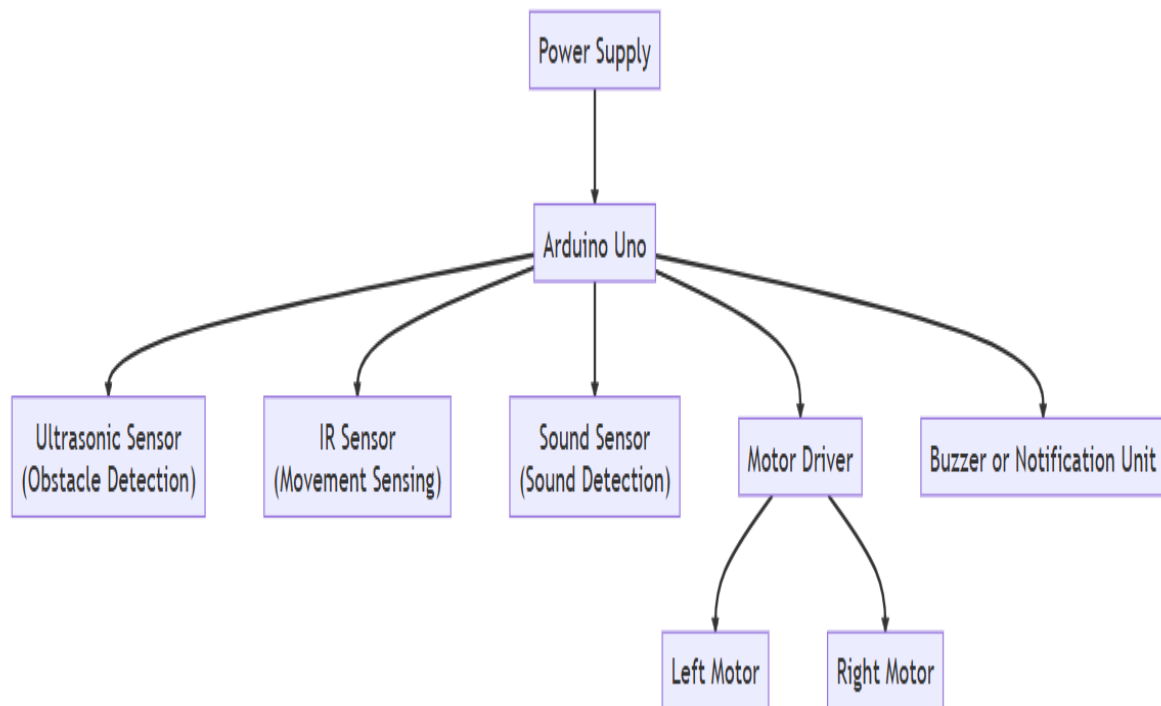 Power Supply
Arduino Uno
Ultrasonic Sensor
(Obstacle Detection)
IR Sensor
(Movement Sensing)
Sound Sensor
(Sound Detection)
Motor Driver
Buzzer or Notification Unit
Left Motor
Right Motor